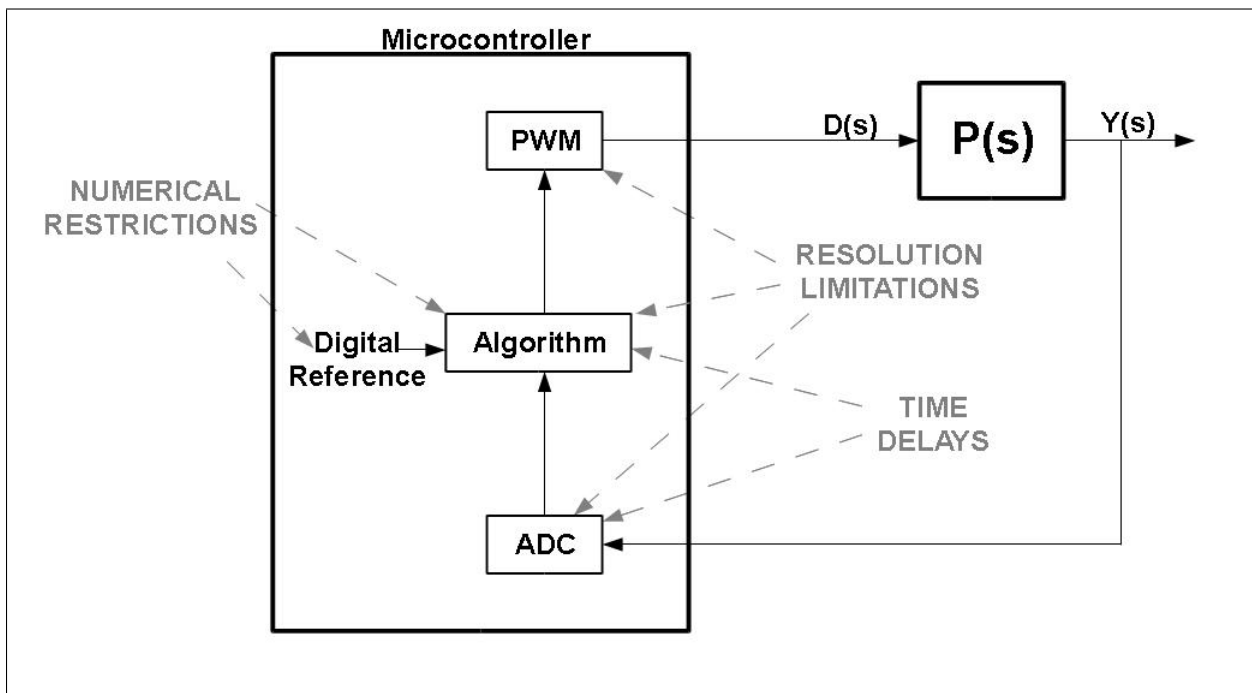 Microcontroller
PWM
D(s)
P(s)
Y(s)
NUMERICAL
RESTRICTIONS
RESOLUTION
LIMITATIONS
Digital
Reference
Algorithm
TIME
DELAYS
ADC